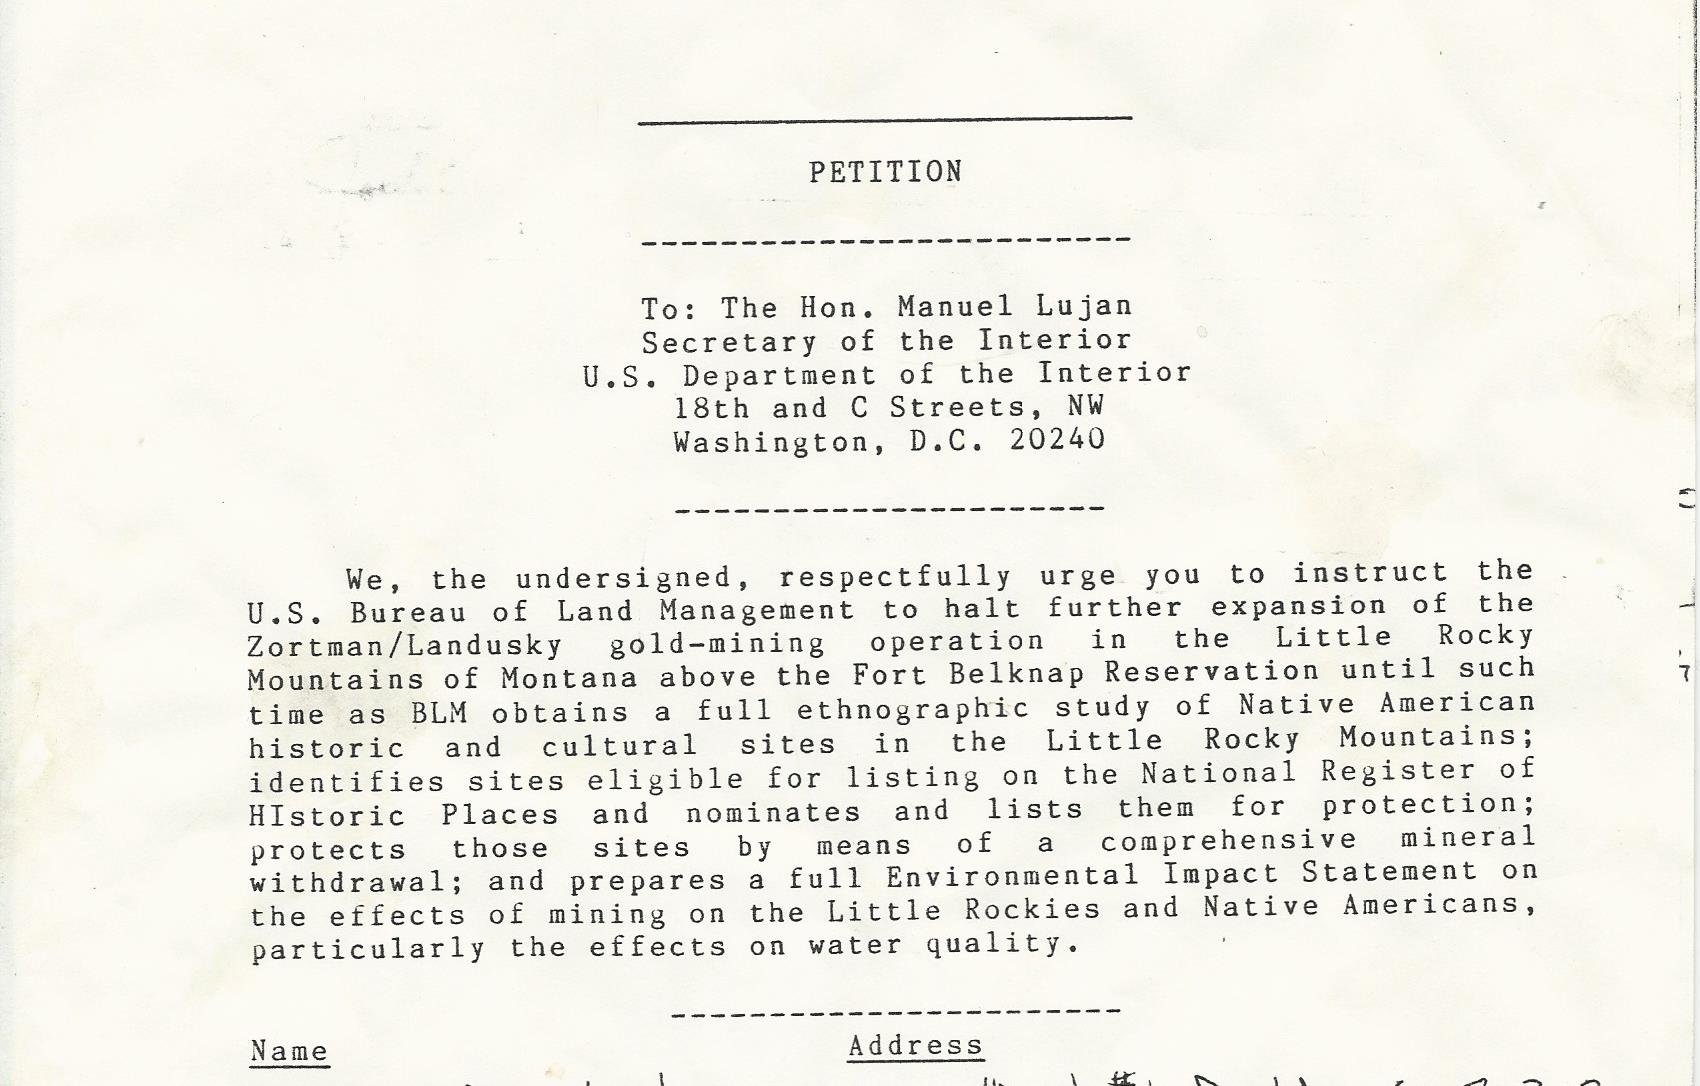 PETITION
To: The Hon. Manuel Lujan
Secretary of the Interior
U.S. Department of the Interior
18th and C Streets, NW
Washington, D.C. 20240
We, the undersigned, respectfully urge you to instruct the
U.S. Bureau of Land Management to halt further expansion of the
Zortman/Landusky gold-mining operation in the Little Rocky
Mountains of Montana above the Fort Belknap Reservation until such
time as BLM obtains a full ethnographic study of Native American
historic and cultural sites in the Little Rocky Mountains;
identifies sites eligible for listing on the National Register of
HIstoric Places and nominates and lists them for protection;
protects those sites by means of a comprehensive mineral
withdrawal; and prepares a full Environmental Impact Statement on
the effects of mining on the Little Rockies and Native Americans,
particularly the effects on water quality.
Name Address